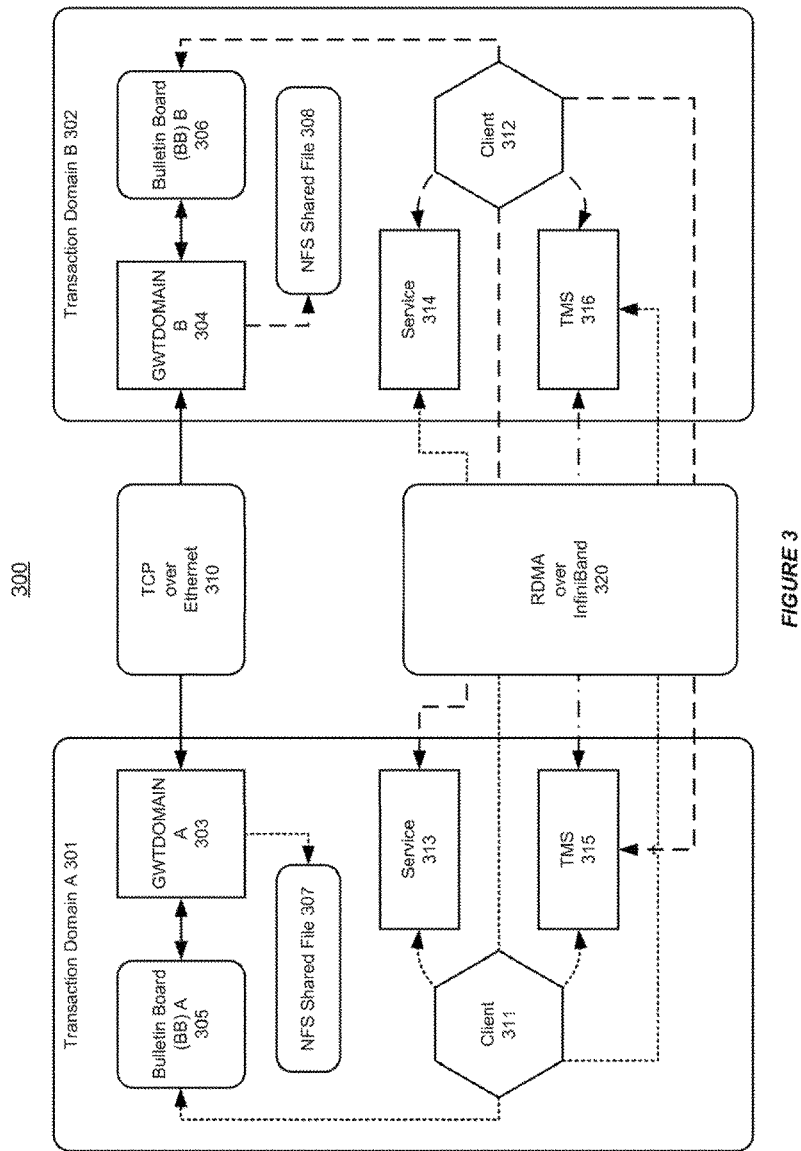 300
Transaction Domain A 301
Bulletin Board
(BB) A
305
GWTDOMAIN
A
303
NFS Shared File 307
Client
311
Service
313
TMS
315
TCP
over
Ethernet
310
RDMA
over
InfiniBand
320
Transaction Domain B 302
GWTDOMAIN
B
304
Bulletin Board
(BB) B
306
NFS Shared File 308
Service
314
Client
312
TMS
316
FIGURE 3